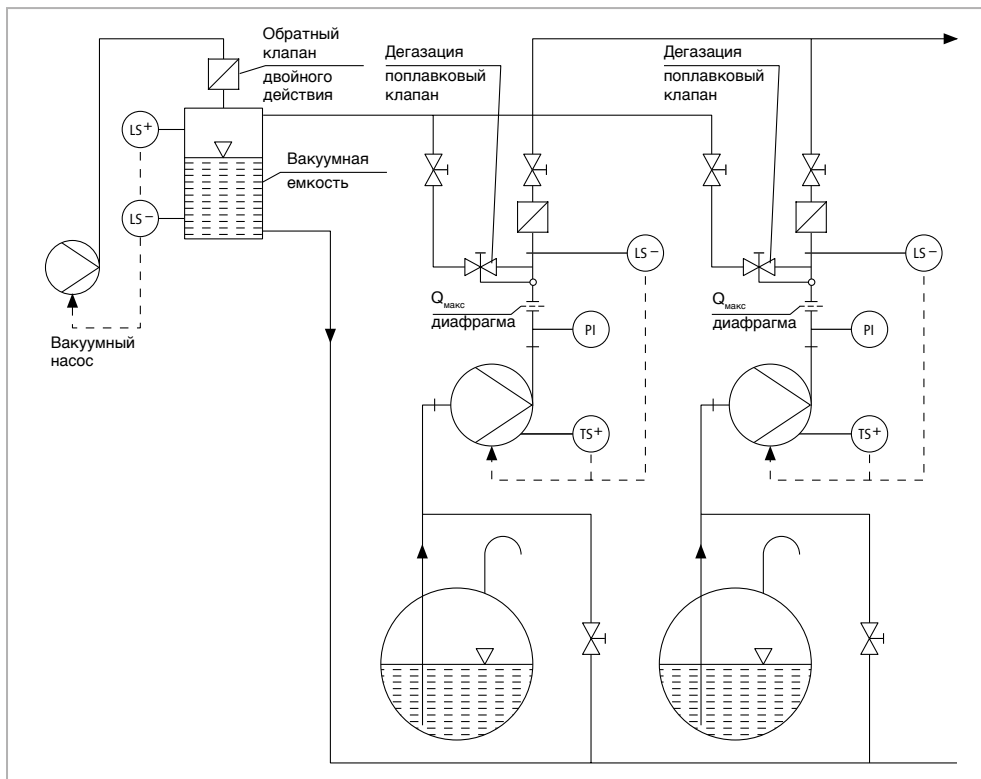 Обратный
клапан
двойного
действия
Дегазация
поплавковый
клапан
Дегазация
поплавковый
клапан
LS+
Вакуумная
емкость
LS–
LS–
LS–
Qмакс
диафрагма
Qмакс
диафрагма
PI
PI
Вакуумный
насос
TS+
TS+